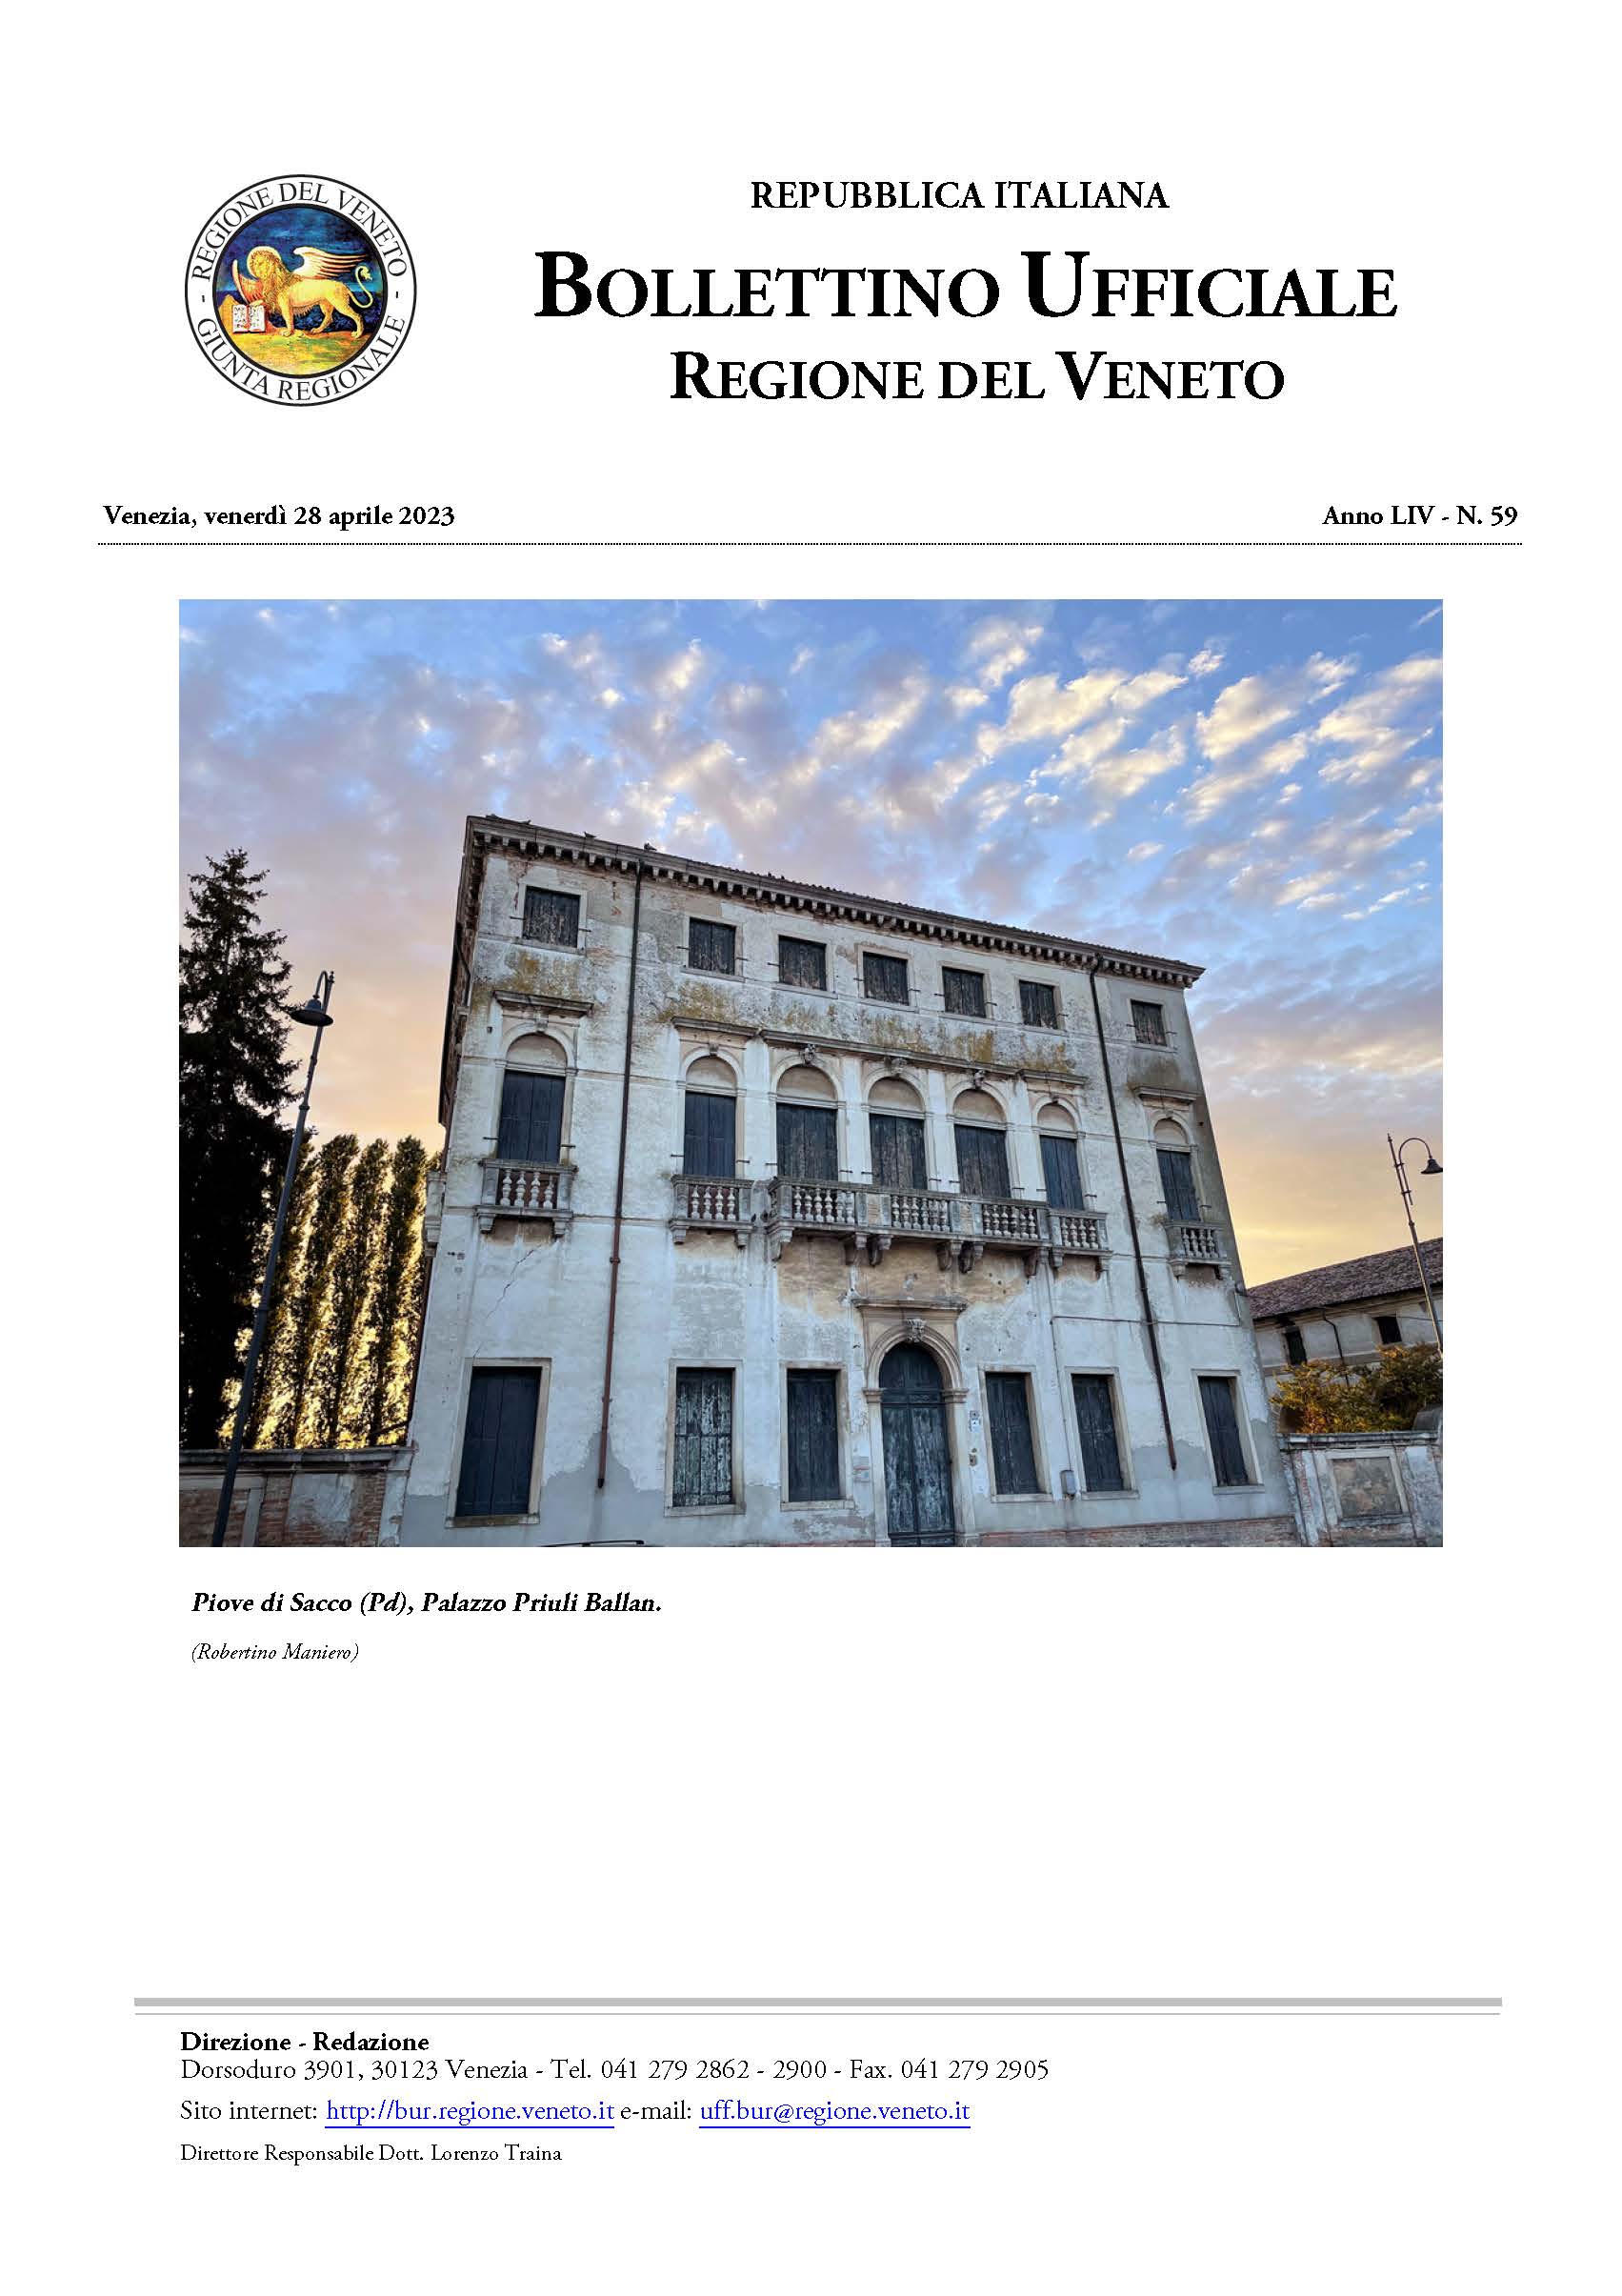 REGIONE DEL VENETO
GIUNTA REGIONALE
REPUBBLICA ITALIANA
BOLLETTINO UFFICIALE
REGIONE DEL VENETO
Venezia, venerdì 28 aprile 2023
Anno LIV - N. 59
Piove di Sacco (Pd), Palazzo Priuli Ballan.
(Robertino Maniero)
Direzione - Redazione
Dorsoduro 3901, 30123 Venezia - Tel. 041 279 2862 - 2900 - Fax. 041 279 2905
Sito internet: http://bur.regione.veneto.it e-mail: uff.bur@regione.veneto.it
Direttore Responsabile Dott. Lorenzo Traina